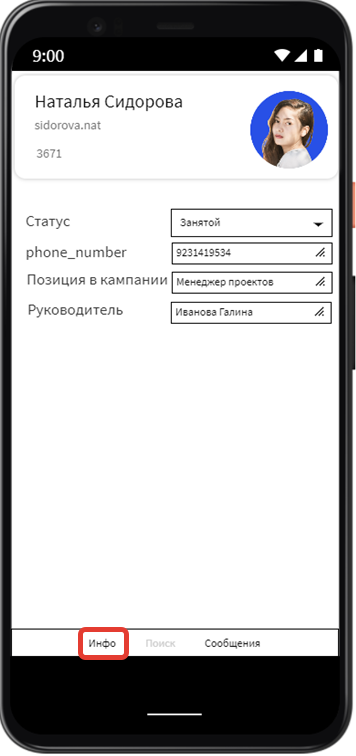 9:00
Наталья Сидорова
sidorova.nat
3671
Статус Занятой
phone_number 9231419534
Позиция в кампании Менеджер проектов
Руководитель Иванова Галина
Инфо Поиск Сообщения